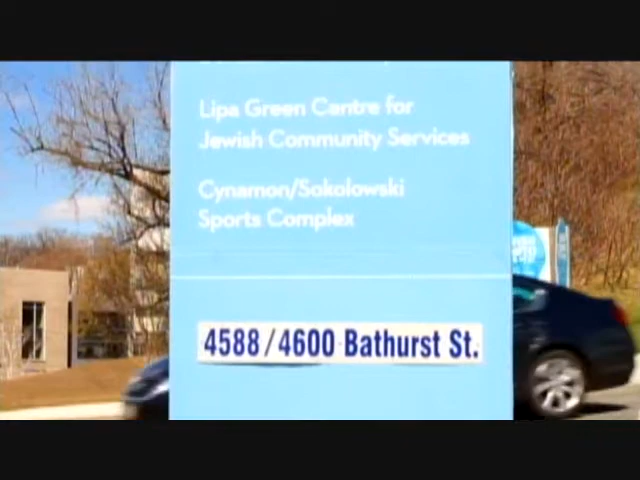 Lipa Green Centre for
Jewish Community Services
Cynamon/Sokolowski
Sports Complex
4588/4600 Bathurst St.